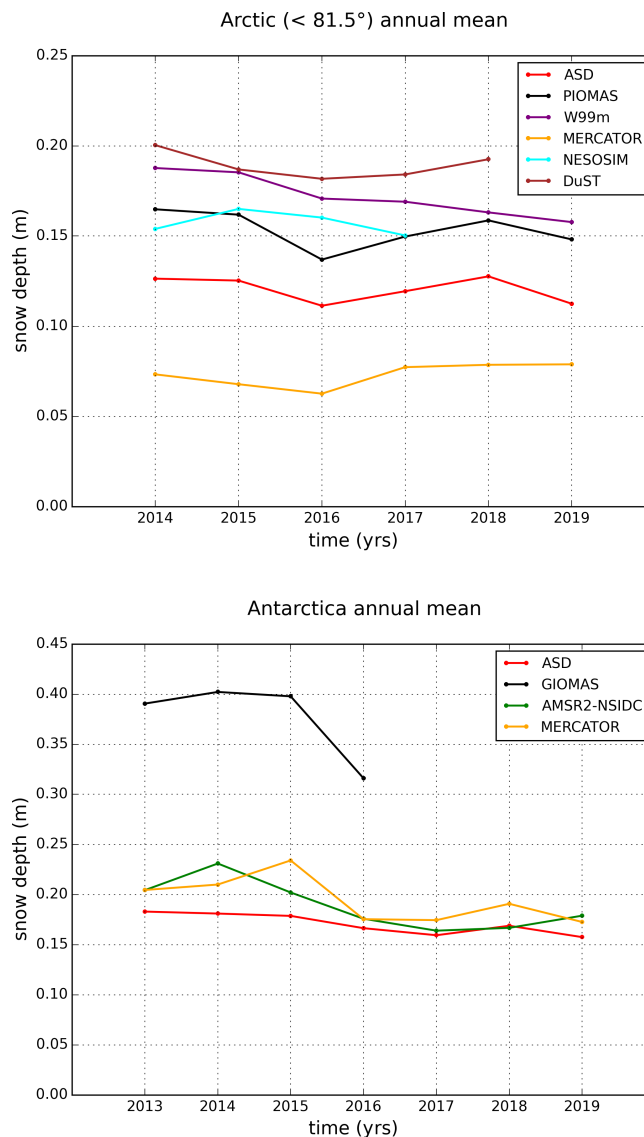 Arctic (< 81.5°) annual mean
0.25
0.20
0.15
0.10
0.05
0.00
snow depth (m)
ASD
PIOMAS
W99m
MERCATOR
NESOSIM
DuST
2014 2015 2016 2017 2018 2019
time (yrs)
Antarctica annual mean
0.45
0.40
0.35
0.30
0.25
0.20
0.15
0.10
0.05
0.00
snow depth (m)
ASD
GIOMAS
AMSR2-NSIDC
MERCATOR
2013 2014 2015 2016 2017 2018 2019
time (yrs)